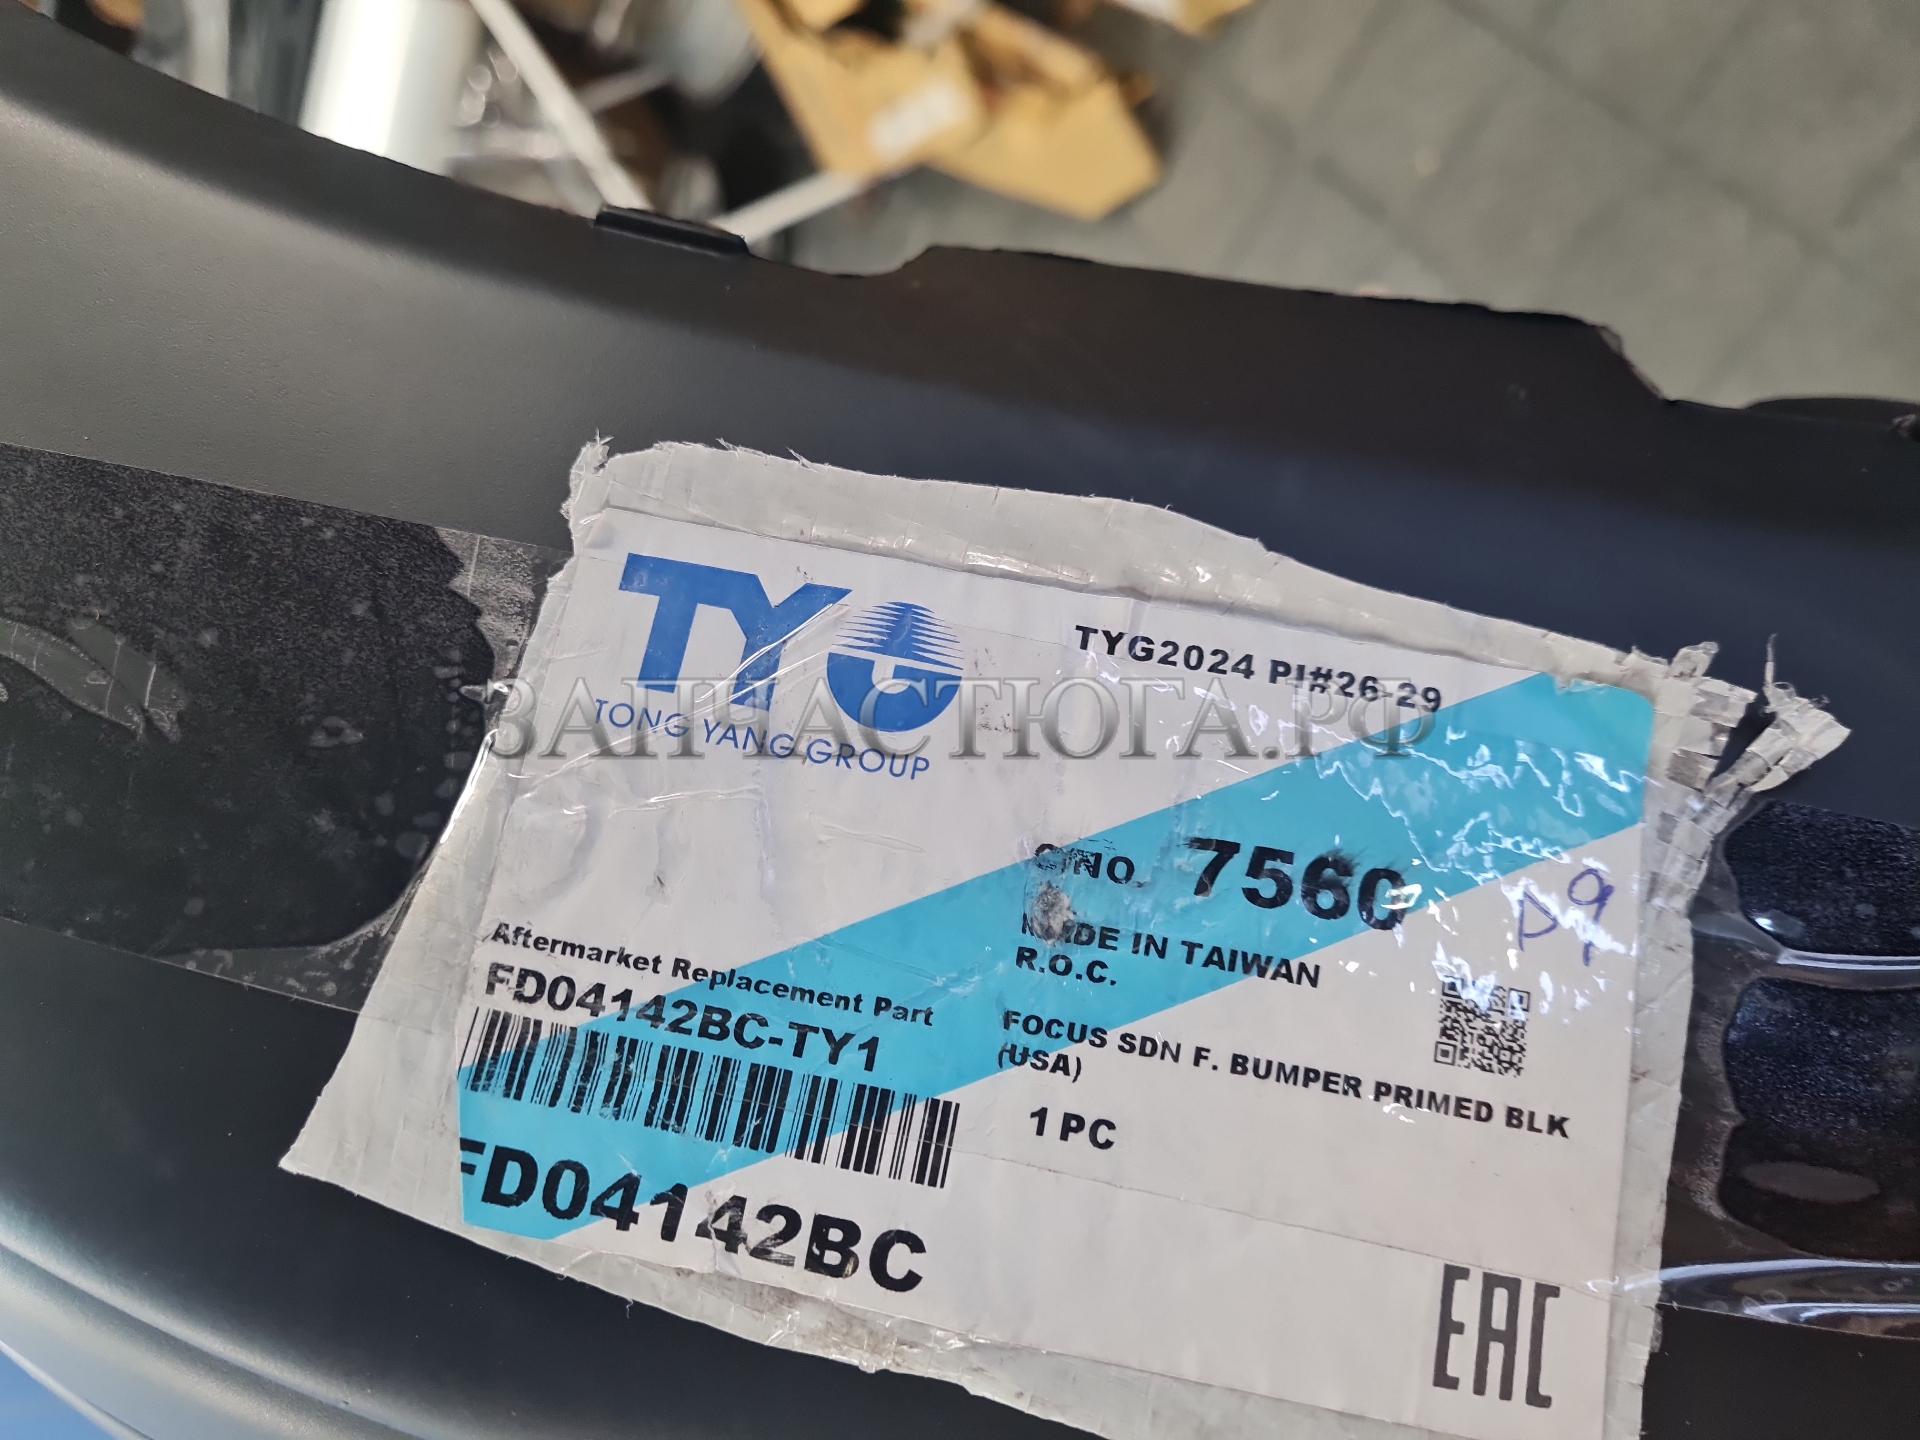 TYG
TONG YANG GROUP
TYG2024 PI#26-29
ЗАПЧАСТЮГА.РФ
C/NO. 7560
MADE IN TAIWAN
R.O.C.
Aftermarket Replacement Part
FD04142BC-TY1
FOCUS SDN F. BUMPER PRIMED BLK
(USA)
1 PC
FD04142BC
EAC